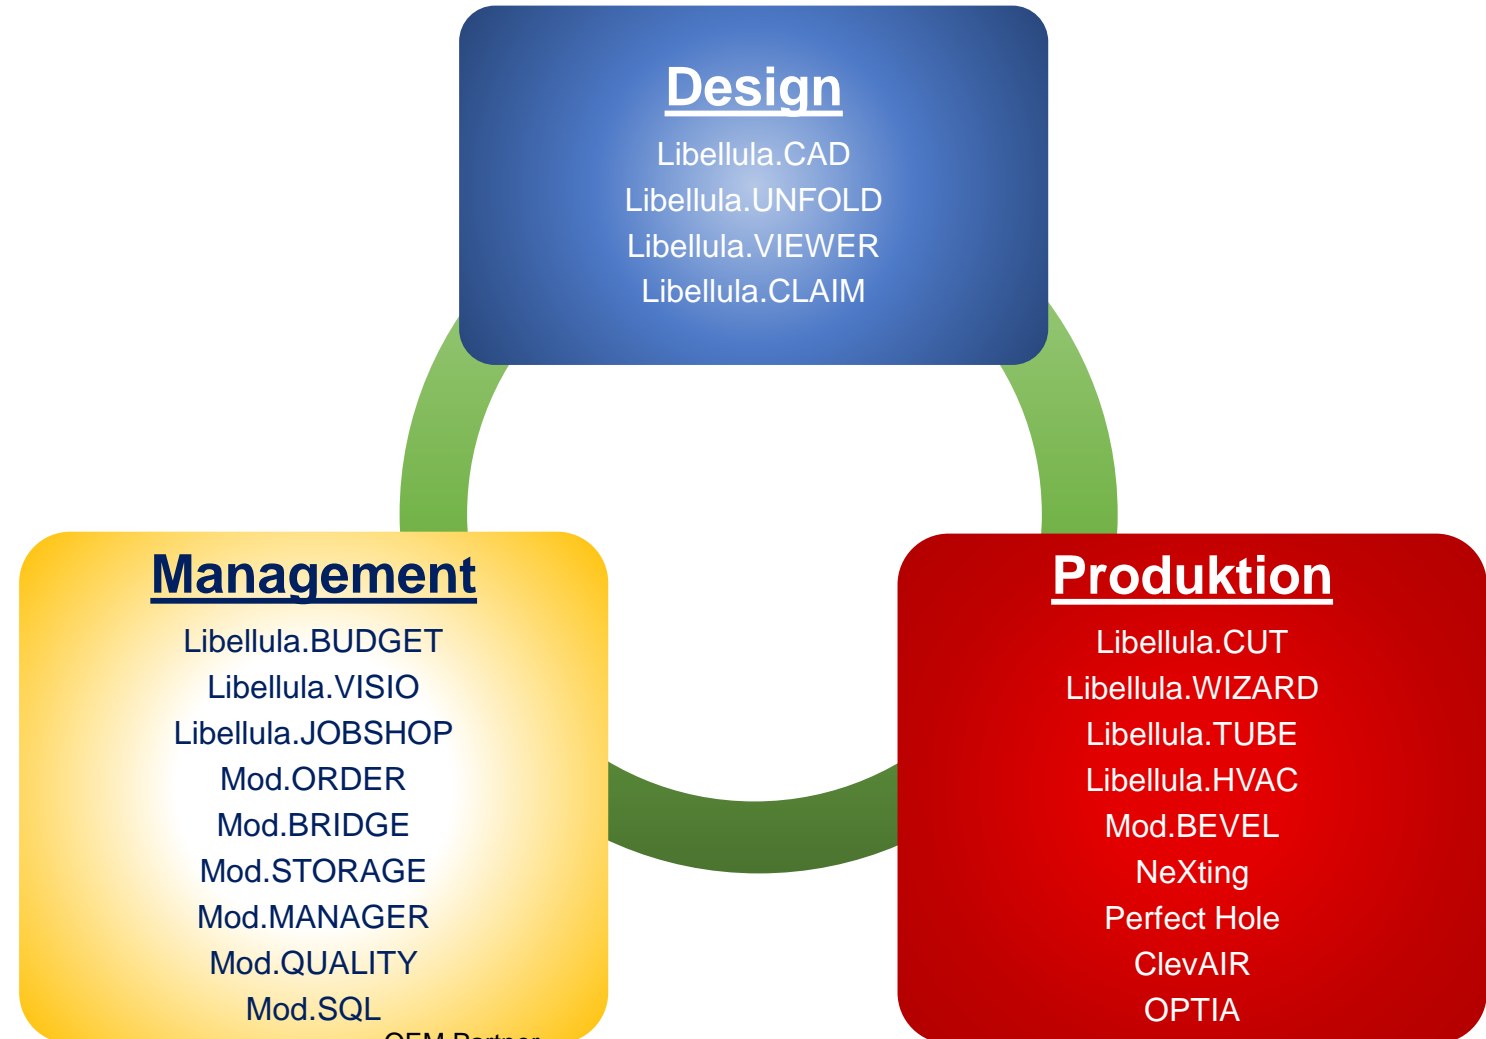 Design
Libellula.CAD
Libellula.UNFOLD
Libellula.VIEWER
Libellula.CLAIM
Management
Libellula.BUDGET
Libellula.VISIO
Libellula.JOBSHOP
Mod.ORDER
Mod.BRIDGE
Mod.STORAGE
Mod.MANAGER
Mod.QUALITY
Mod.SQL
OEM Partner
Produktion
Libellula.CUT
Libellula.WIZARD
Libellula.TUBE
Libellula.HVAC
Mod.BEVEL
NeXting
Perfect Hole
ClevAIR
OPTIA